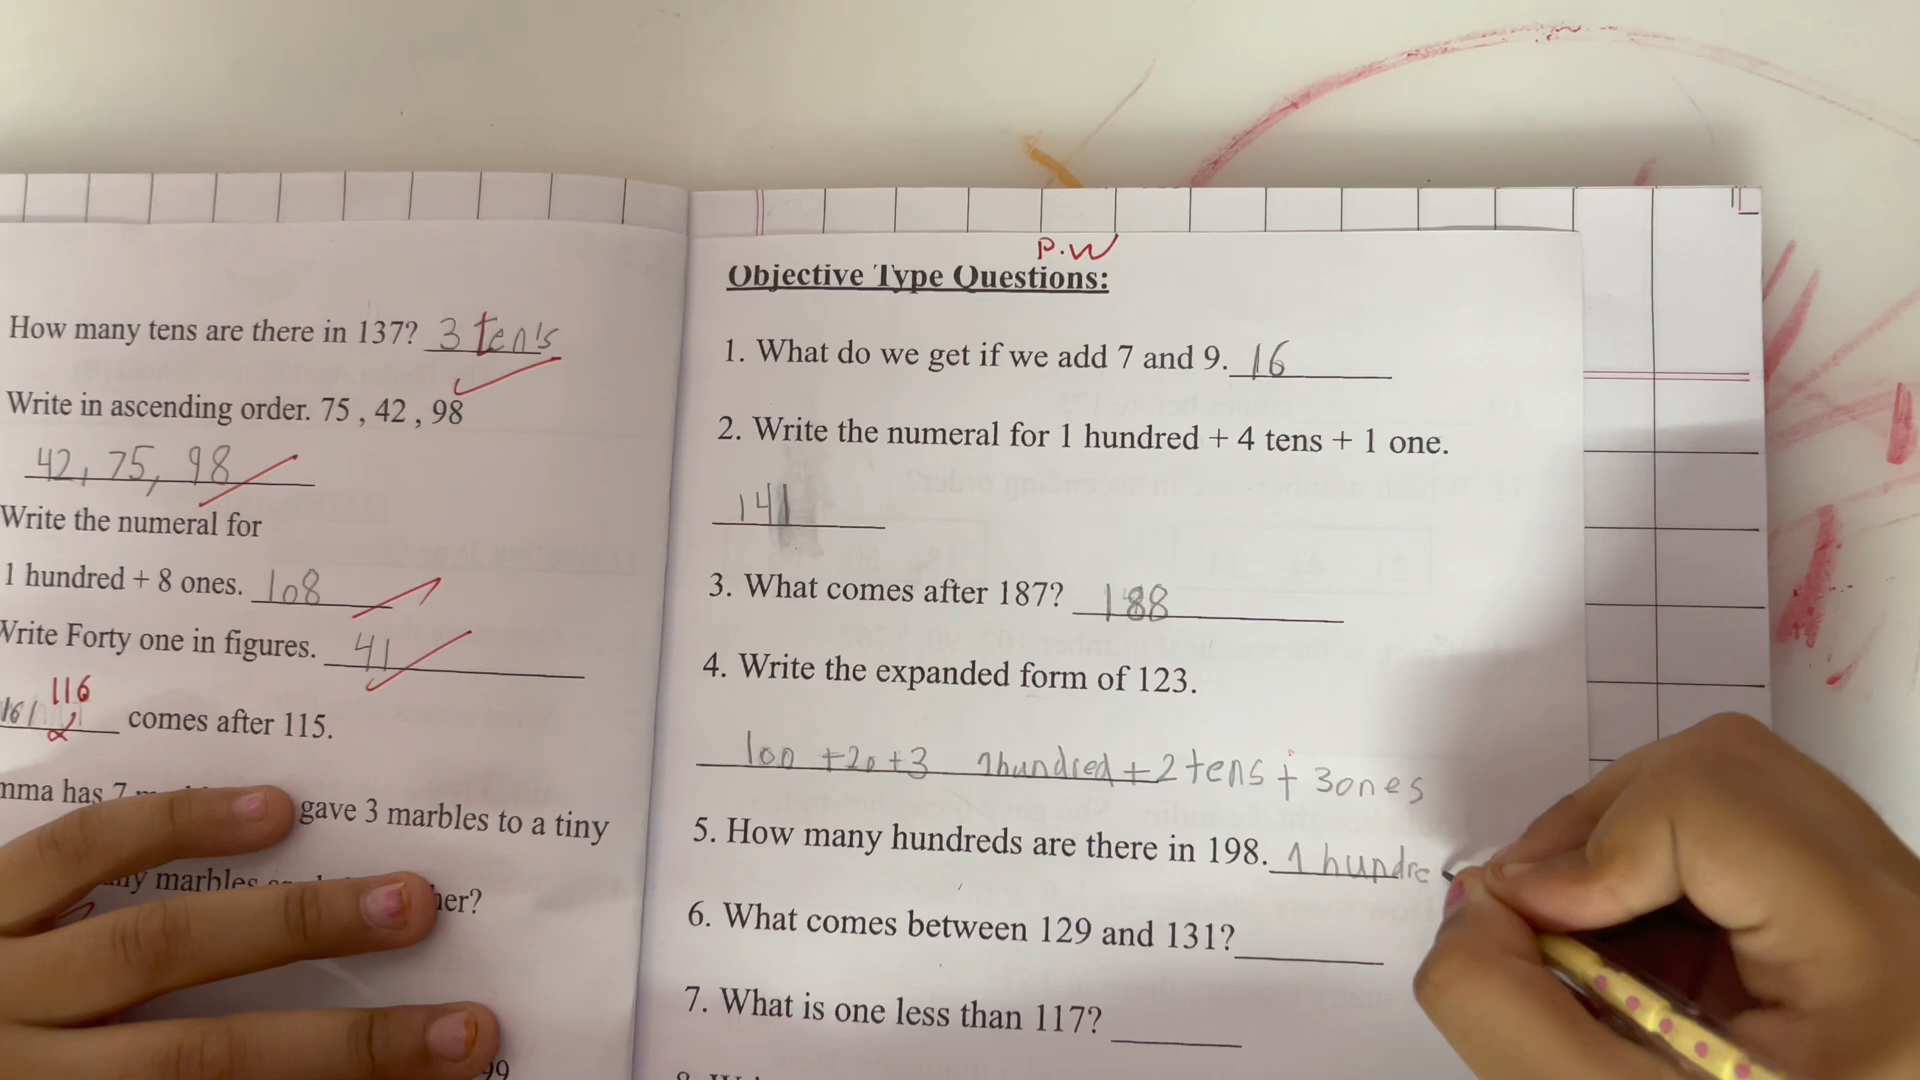 How many tens are there in 137? 3 ten's
Write in ascending order. 75 , 42 , 98
42, 75, 98
Write the numeral for
1 hundred + 8 ones. 108
Write Forty one in figures. 41
116
comes after 115.
has 7
gave 3 marbles to a tiny
marbles
P.W
Objective Type Questions:
1. What do we get if we add 7 and 9. 16
2. Write the numeral for 1 hundred + 4 tens + 1 one.
141
3. What comes after 187? 188
4. Write the expanded form of 123.
100 +20 +3 1hundred + 2 tens + 3ones
5. How many hundreds are there in 198. 1 hundre
6. What comes between 129 and 131?
7. What is one less than 117?